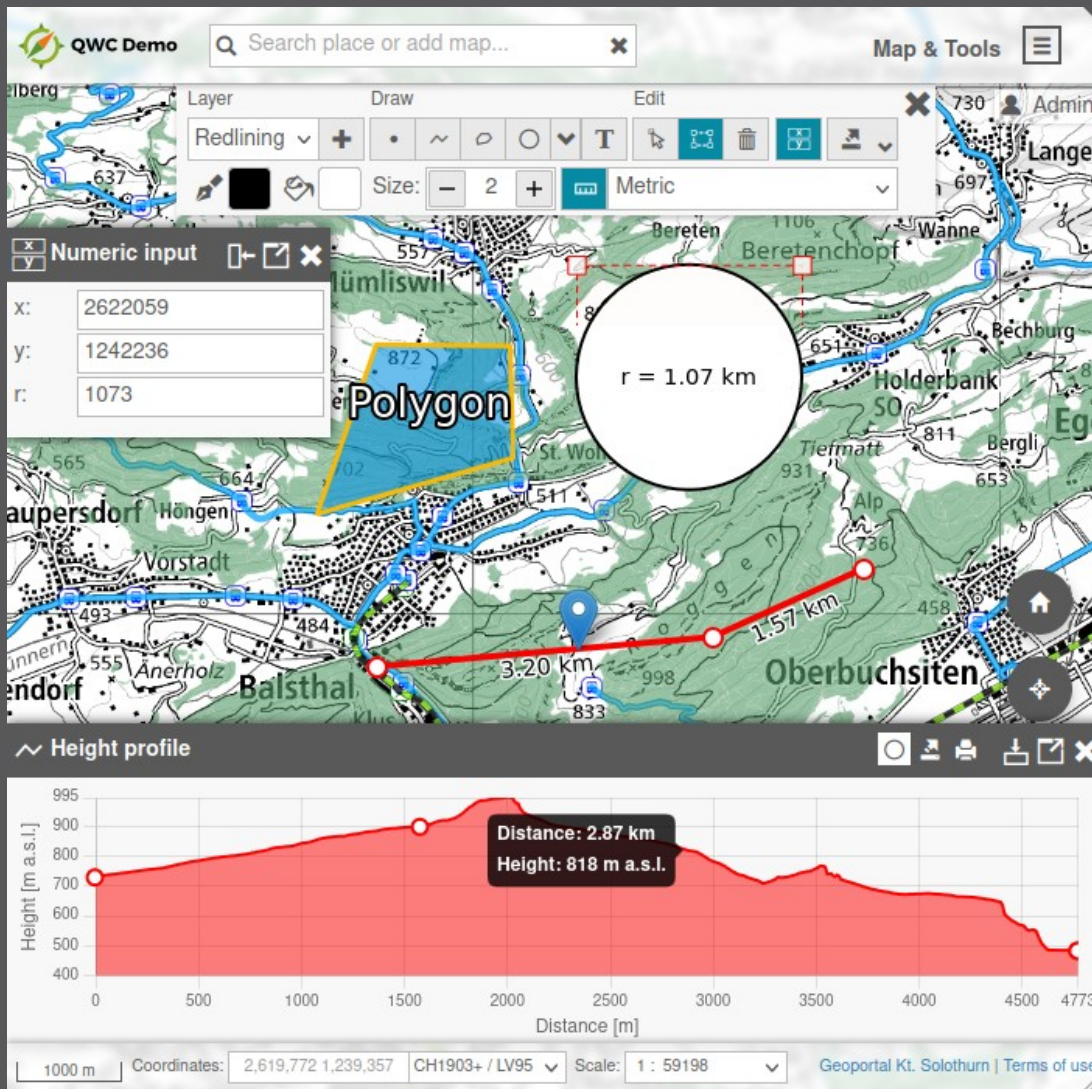 QWC Demo
Search place or add map...
Map & Tools
Layer
Draw
Edit
730
Admin
Redlining
T
637
Lange
697
Size:
2
Metric
1106
Wanne
Bereten
557
Numeric input
Beretenchopf
Mümliswil
800
x:
2622059
y:
1242236
r:
1073
872
600
r = 1.07 km
651
Bechburg
Holderbank
SO
Polygon
811
Bergli
Tiefmatt
931
653
702
565
664
511
Höngen
Alp
736
Vorstadt
493
484
458
1.57 km
3.20 km
555
Änerholz
Balsthal
998
Oberbuchsiten
833
Klus
Height profile
Height [m a.s.l.]
995
900
800
700
600
500
400
Distance: 2.87 km
Height: 818 m a.s.l.
0
500
1000
1500
2000
2500
3000
3500
4000
4500
4773
Distance [m]
1000 m
Coordinates:
2,619,772 1,239,357
CH1903+ / LV95
Scale:
1 : 59198
Geoportal Kt. Solothurn | Terms of use